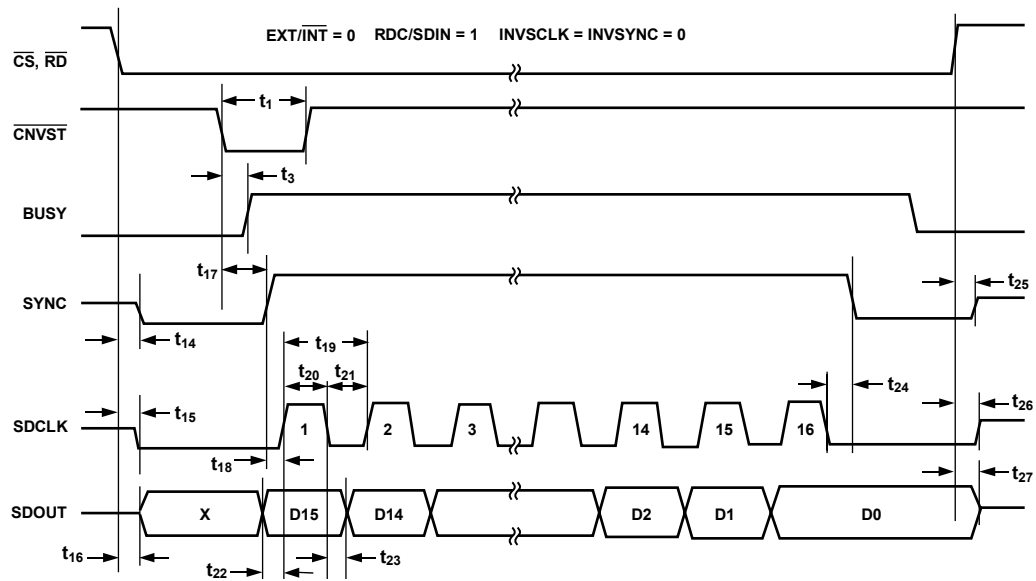 EXT/INT = 0 RDC/SDIN = 1 INVSCLK = INVSYNC = 0
CS, RD
t1
CNVST
t3
BUSY
t17
SYNC
t25
t14
t19
t20 t21
t24
t15
t26
SDCLK
1 2 3 14 15 16
t18
t27
SDOUT
X D15 D14 D2 D1 D0
t16
t22
t23